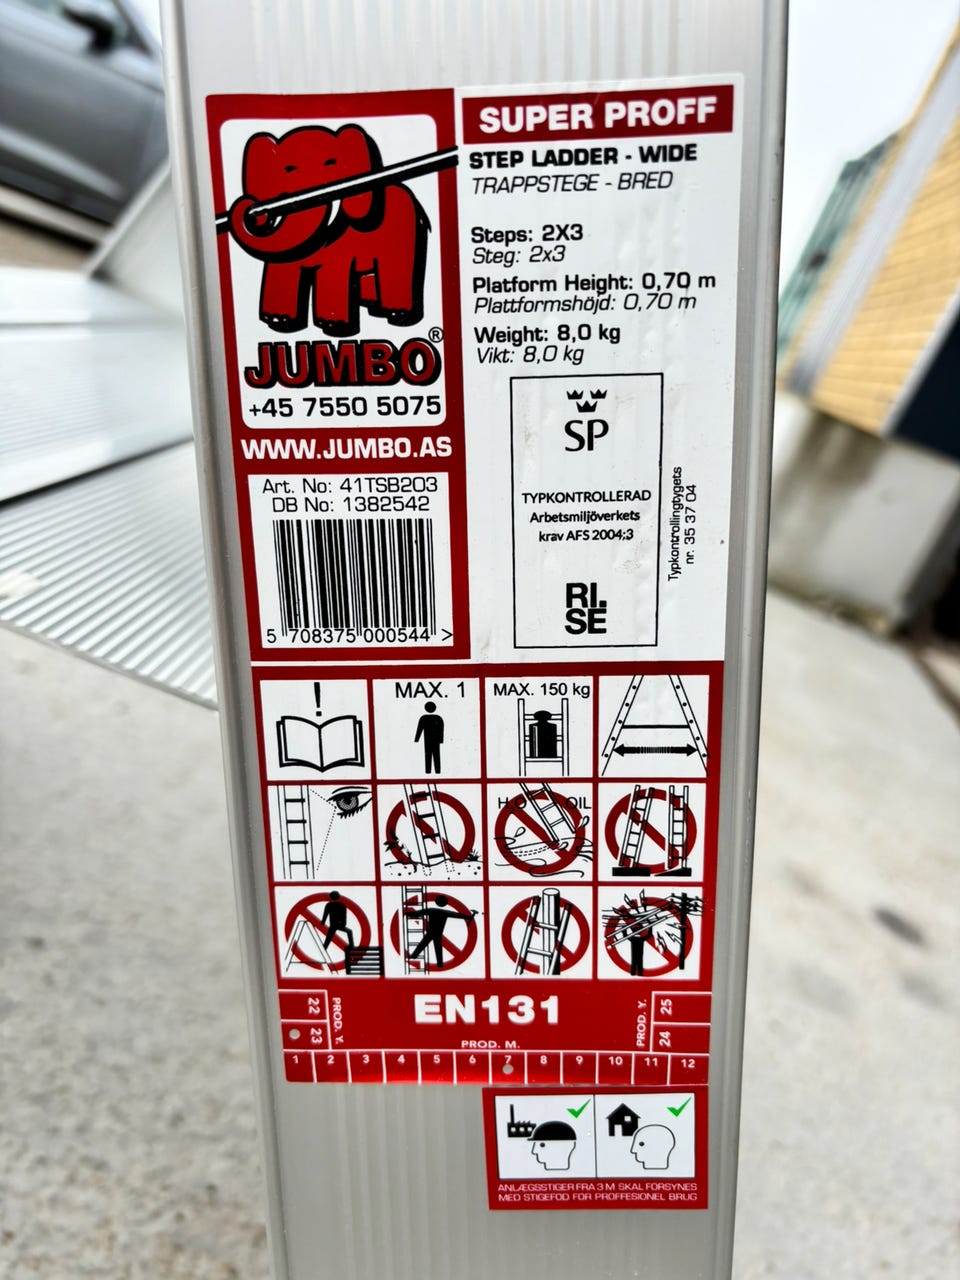 JUMBO®
+45 7550 5075
WWW.JUMBO.AS
Art. No: 41TSB203
DB No: 1382542
5 708375 000544 >
SUPER PROFF
STEP LADDER - WIDE
TRAPPSTEGE - BRED
Steps: 2X3
Steg: 2x3
Platform Height: 0,70 m
Plattformshöjd: 0,70 m
Weight: 8,0 kg
Vikt: 8,0 kg
SP
TYPKONTROLLERAD
Arbetsmiljöverkets
krav AFS 2004;3
RI.
SE
Typkontrollingtygets
nr. 35 37 04
!
MAX. 1
MAX. 150 kg
H2O
OIL
EN131
22
23
PROD. Y.
PROD. Y.
24
25
PROD. M.
1 2 3 4 5 6 7 8 9 10 11 12
ANLÆGSSTIGER FRA 3 M SKAL FORSYNES
MED STIGEFOD FOR PROFFESIONEL BRUG